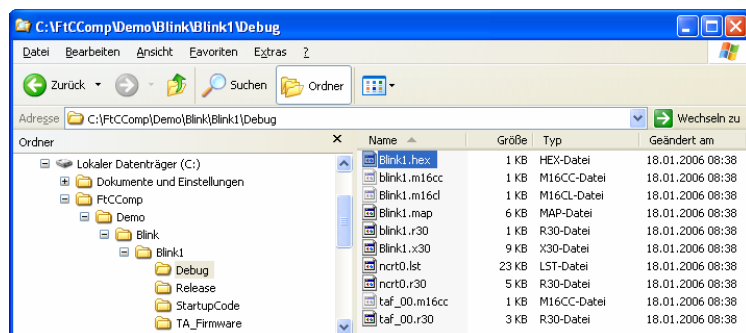 C:\FtCComp\Demo\Blink\Blink1\Debug
Datei Bearbeiten Ansicht Favoriten Extras ?
Zurück Suchen Ordner
Adresse C:\FtCComp\Demo\Blink\Blink1\Debug Wechseln zu
Ordner x Name Größe Typ Geändert am
Lokaler Datenträger (C:) Blink1.hex 1 KB HEX-Datei 18.01.2006 08:38
Dokumente und Einstellungen blink1.m16cc 1 KB M16CC-Datei 18.01.2006 08:38
FtCComp Blink1.m16cl 1 KB M16CL-Datei 18.01.2006 08:38
Demo Blink1.map 6 KB MAP-Datei 18.01.2006 08:38
Blink blink1.r30 1 KB R30-Datei 18.01.2006 08:38
Blink1 Blink1.x30 9 KB X30-Datei 18.01.2006 08:38
Debug ncrt0.lst 23 KB LST-Datei 18.01.2006 08:38
Release ncrt0.r30 5 KB R30-Datei 18.01.2006 08:38
StartupCode taf_00.m16cc 1 KB M16CC-Datei 18.01.2006 08:38
TA_Firmware taf_00.r30 3 KB R30-Datei 18.01.2006 08:38